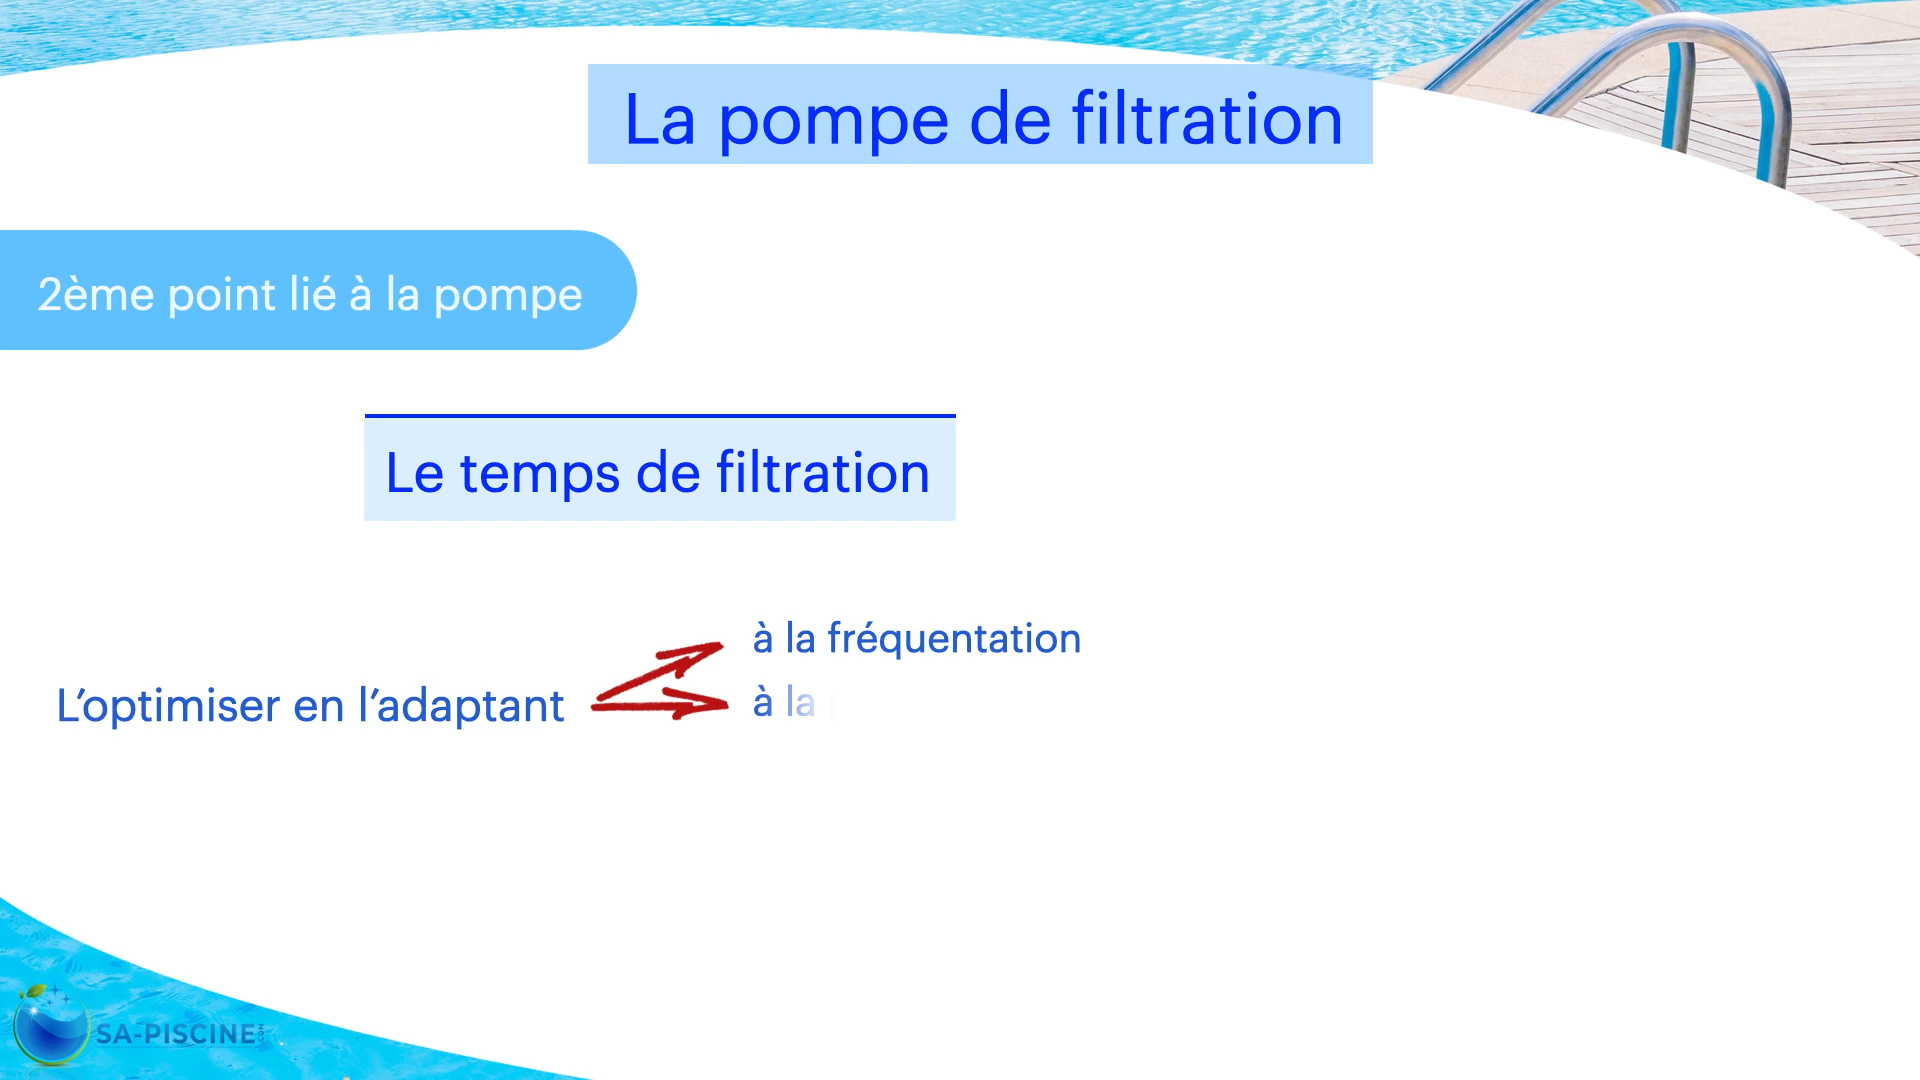 La pompe de filtration
2ème point lié à la pompe
Le temps de filtration
à la fréquentation
L’optimiser en l’adaptant
à la
SA-PISCINE.COM